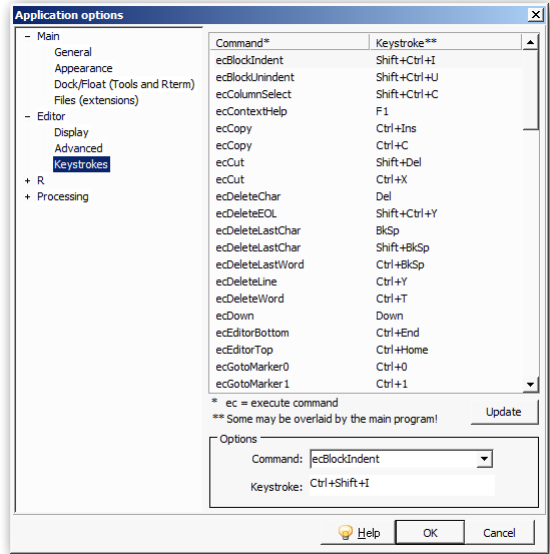 Application options
- Main
General
Appearance
Dock/Float (Tools and Rterm)
Files (extensions)
- Editor
Display
Advanced
Keystrokes
+ R
+ Processing
Command* Keystroke**
ecBlockIndent Shift+Ctrl+I
ecBlockUnindent Shift+Ctrl+U
ecColumnSelect Shift+Ctrl+C
ecContextHelp F1
ecCopy Ctrl+Ins
ecCopy Ctrl+C
ecCut Shift+Del
ecCut Ctrl+X
ecDeleteChar Del
ecDeleteEOL Shift+Ctrl+Y
ecDeleteLastChar BkSp
ecDeleteLastChar Shift+BkSp
ecDeleteLastWord Ctrl+BkSp
ecDeleteLine Ctrl+Y
ecDeleteWord Ctrl+T
ecDown Down
ecEditorBottom Ctrl+End
ecEditorTop Ctrl+Home
ecGotoMarker0 Ctrl+0
ecGotoMarker1 Ctrl+1
* ec = execute command
** Some may be overlaid by the main program!
Update
Options
Command: ecBlockIndent
Keystroke: Ctrl+Shift+I
Help OK Cancel